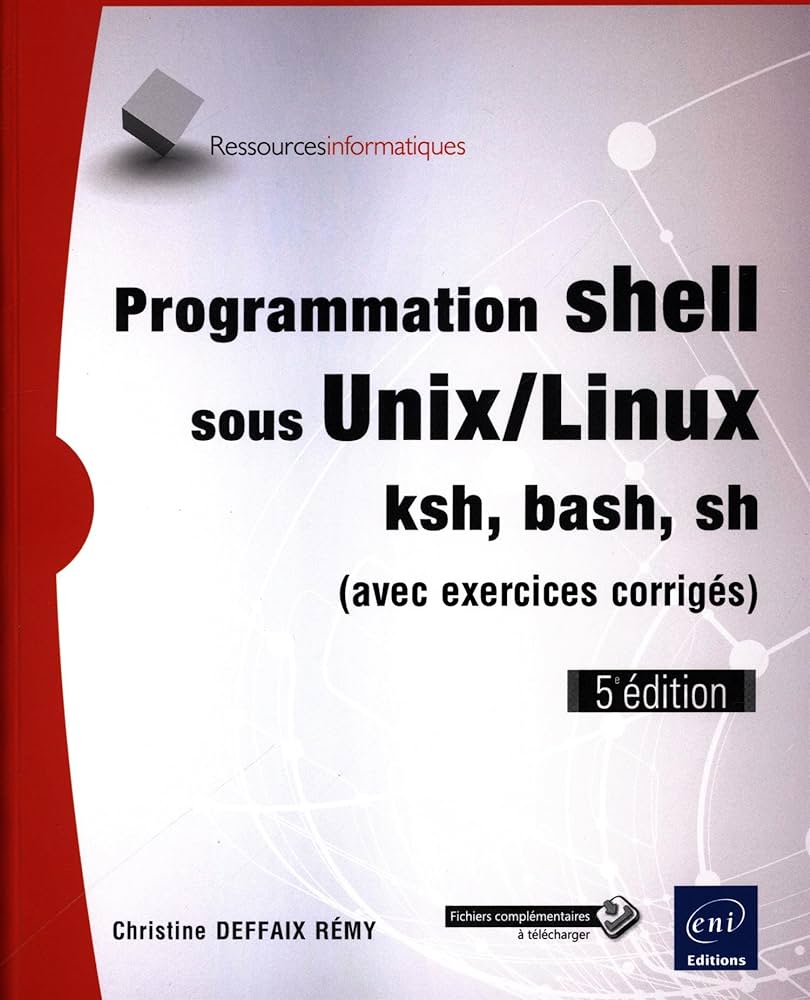 Ressourcesinformatiques
Programmation shell
sous Unix/Linux
ksh, bash, sh
(avec exercices corrigés)
5e édition
Christine DEFFAIX RÉMY
Fichiers complémentaires
à télécharger
eni
Editions